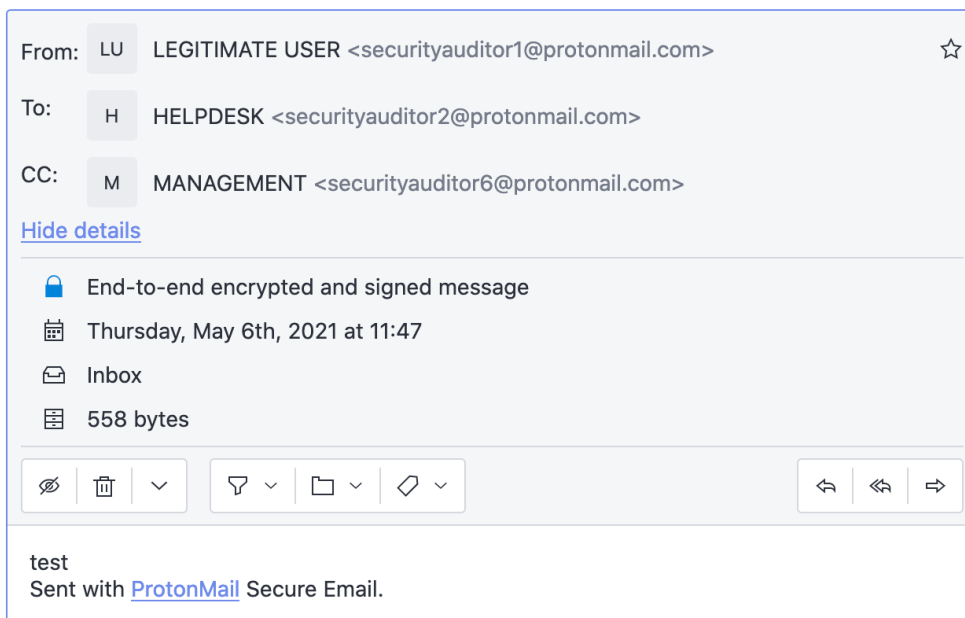 From: LU LEGITIMATE USER <securityauditor1@protonmail.com>
To: H HELPDESK <securityauditor2@protonmail.com>
CC: M MANAGEMENT <securityauditor6@protonmail.com>
Hide details
End-to-end encrypted and signed message
Thursday, May 6th, 2021 at 11:47
Inbox
558 bytes
test
Sent with ProtonMail Secure Email.